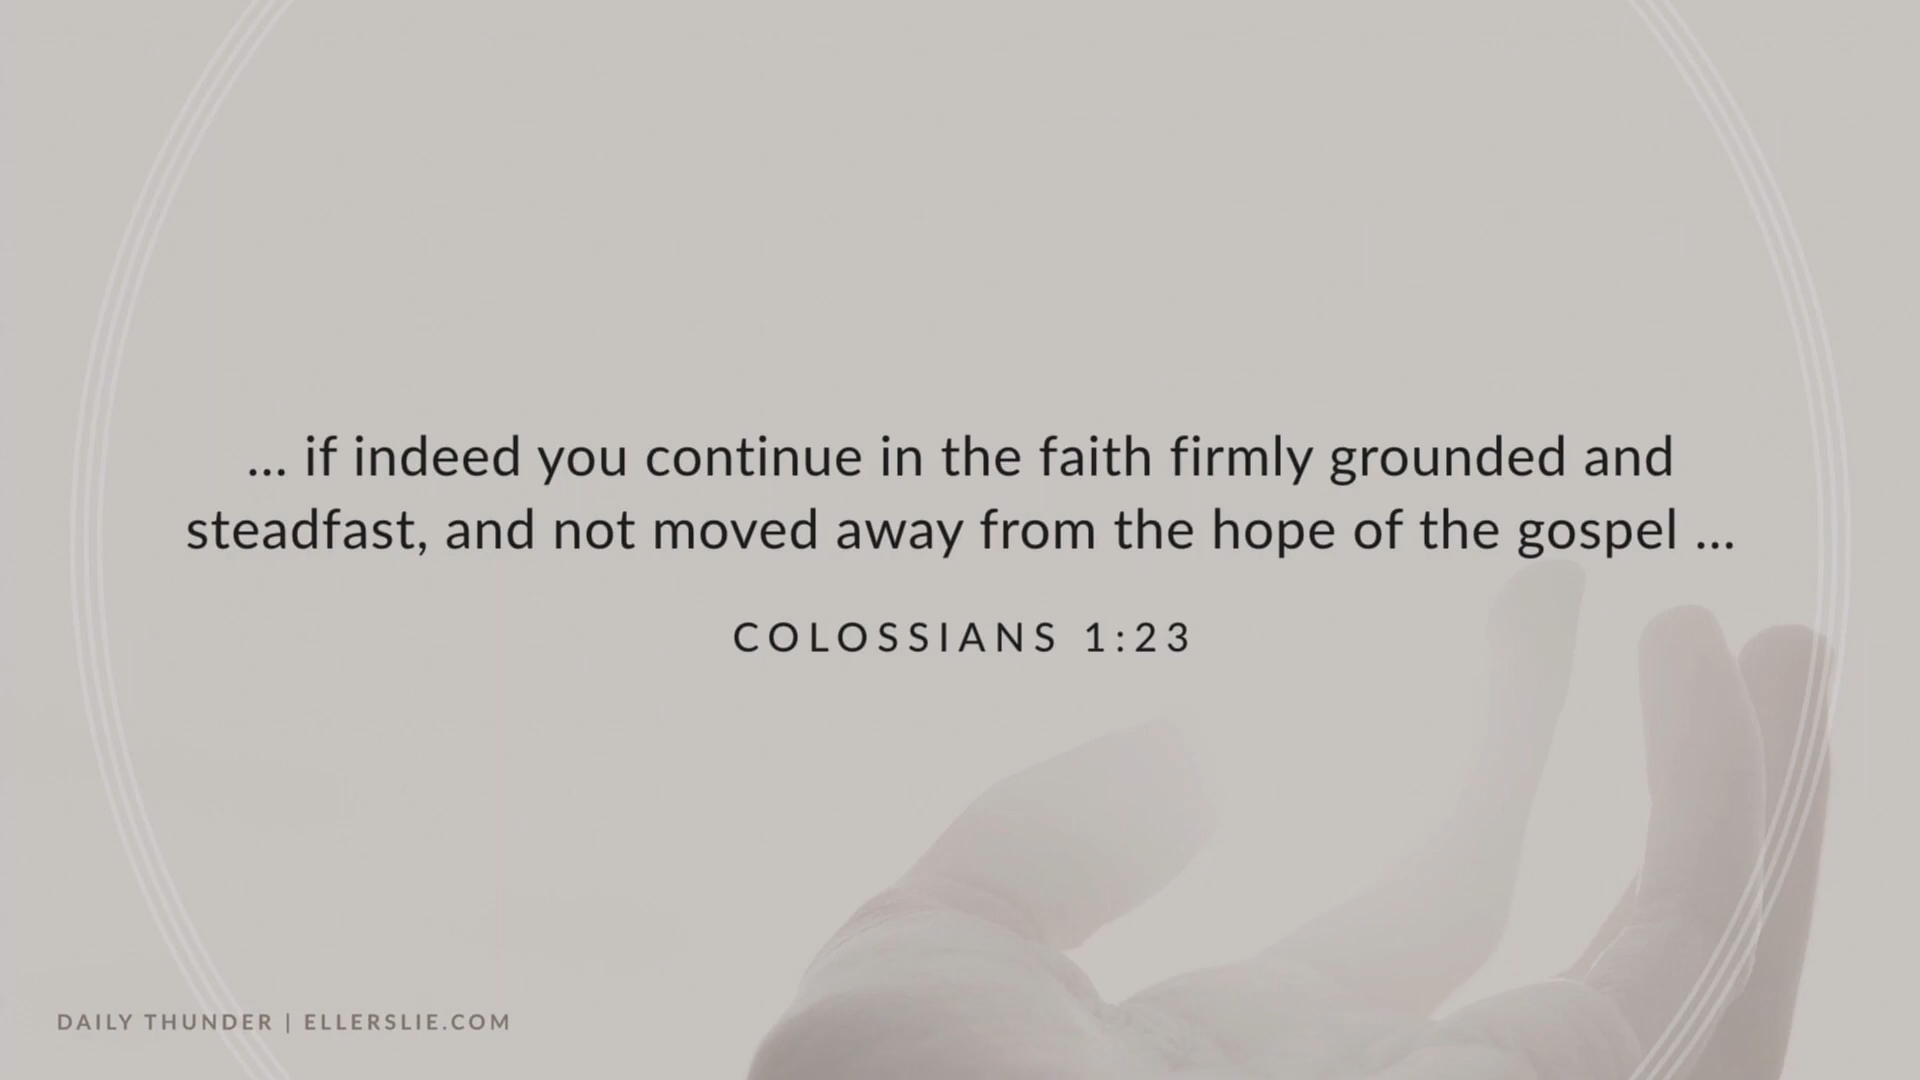 ... if indeed you continue in the faith firmly grounded and
steadfast, and not moved away from the hope of the gospel ...
COLOSSIANS 1:23
DAILY THUNDER | ELLERSLIE.COM